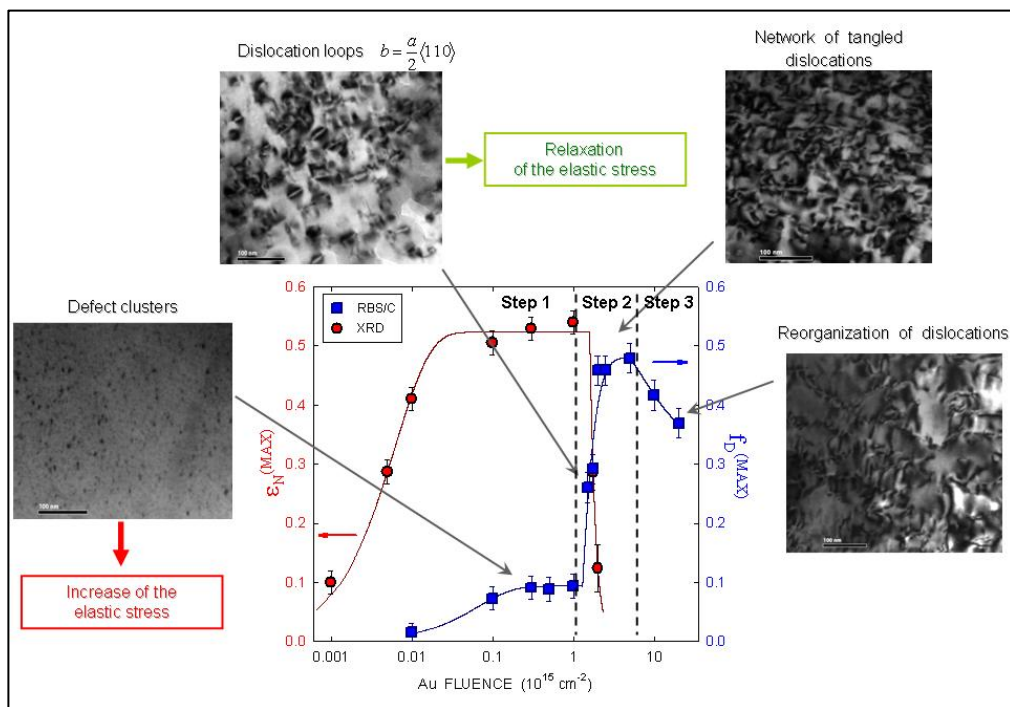 Dislocation loops b = a/2 ⟨110⟩
Network of tangled
dislocations
Relaxation
of the elastic stress
100 nm
100 nm
Defect clusters
100 nm
Increase of the
elastic stress
Reorganization of dislocations
100 nm
RBS/C
XRD
Step 1
Step 2
Step 3
0.6
0.5
0.4
0.3
0.2
0.1
0.0
ε_N^(MAX)
0.6
0.5
0.4
0.3
0.2
0.1
0.0
f_D^(MAX)
0.001 0.01 0.1 1 10
Au FLUENCE (10^15 cm^-2)